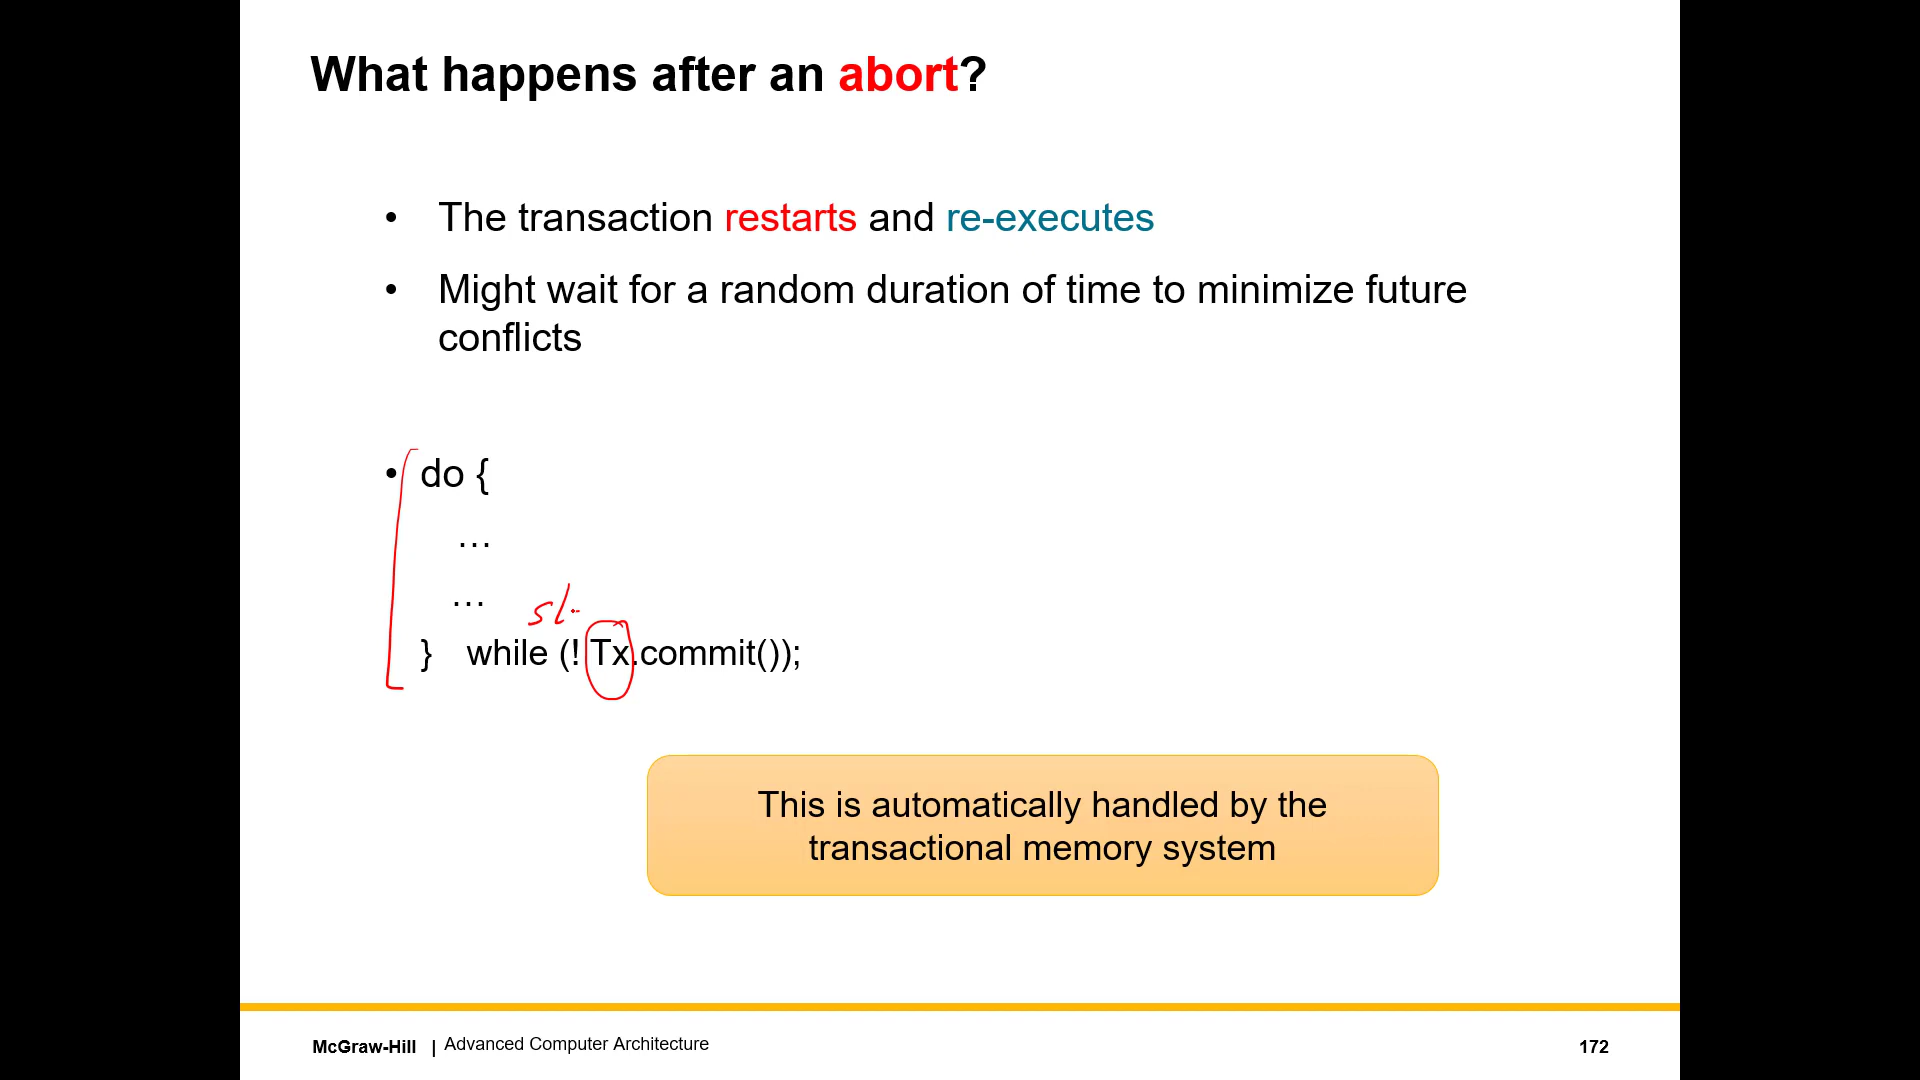 What happens after an abort?
• The transaction restarts and re-executes
• Might wait for a random duration of time to minimize future
conflicts
• do {
...
...
} while (! Tx.commit());
This is automatically handled by the
transactional memory system
McGraw-Hill | Advanced Computer Architecture
172